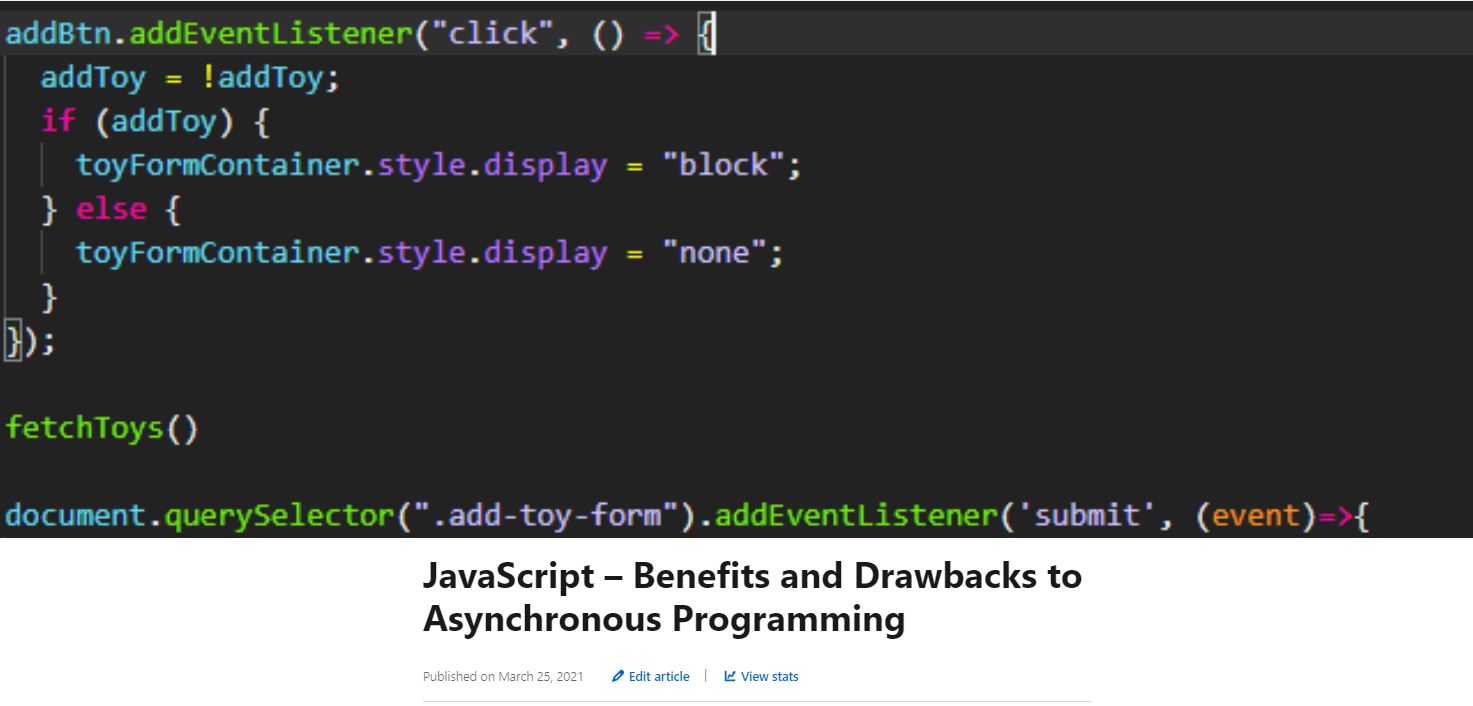 addBtn.addEventListener("click", () => {
  addToy = !addToy;
  if (addToy) {
    toyFormContainer.style.display = "block";
  } else {
    toyFormContainer.style.display = "none";
  }
});

fetchToys()

document.querySelector(".add-toy-form").addEventListener('submit', (event)=>{
JavaScript – Benefits and Drawbacks to
Asynchronous Programming
Published on March 25, 2021 Edit article | View stats